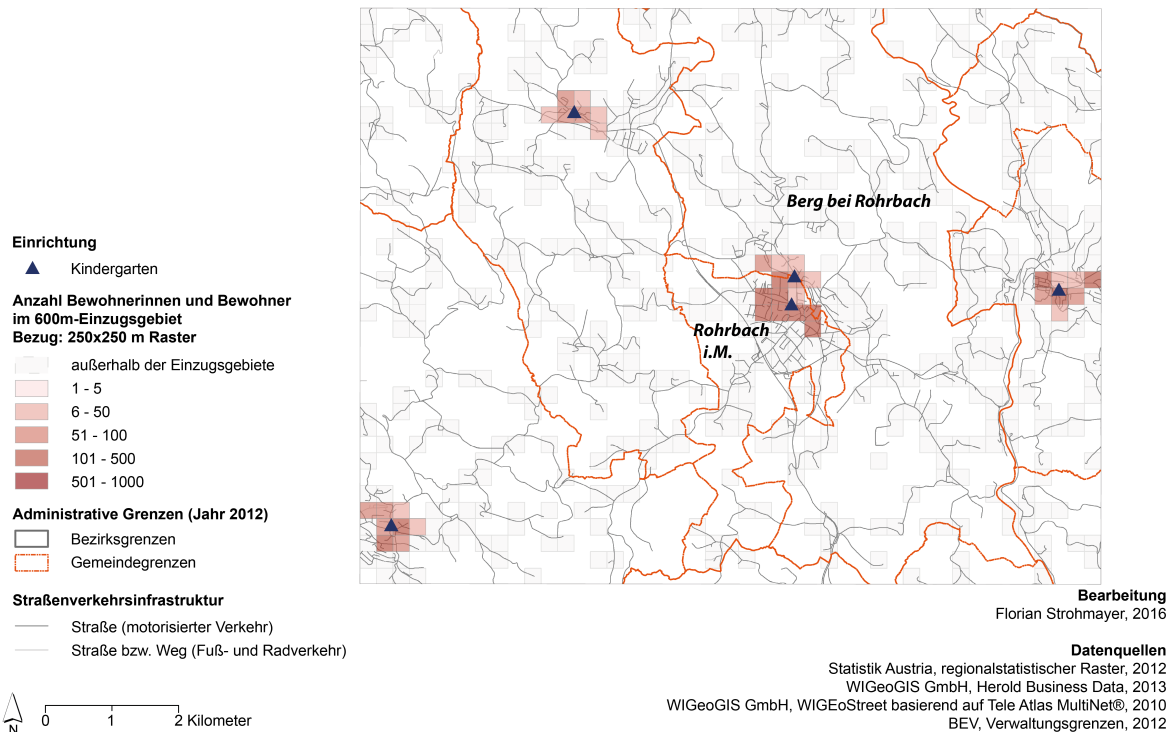 Berg bei Rohrbach
Rohrbach
i.M.
Einrichtung
Kindergarten
Anzahl Bewohnerinnen und Bewohner
im 600m-Einzugsgebiet
Bezug: 250x250 m Raster
außerhalb der Einzugsgebiete
1 - 5
6 - 50
51 - 100
101 - 500
501 - 1000
Administrative Grenzen (Jahr 2012)
Bezirksgrenzen
Gemeindegrenzen
Straßenverkehrsinfrastruktur
Straße (motorisierter Verkehr)
Straße bzw. Weg (Fuß- und Radverkehr)
N
0 1 2 Kilometer
Bearbeitung
Florian Strohmayer, 2016
Datenquellen
Statistik Austria, regionalstatistischer Raster, 2012
WIGeoGIS GmbH, Herold Business Data, 2013
WIGeoGIS GmbH, WIGEoStreet basierend auf Tele Atlas MultiNet®, 2010
BEV, Verwaltungsgrenzen, 2012